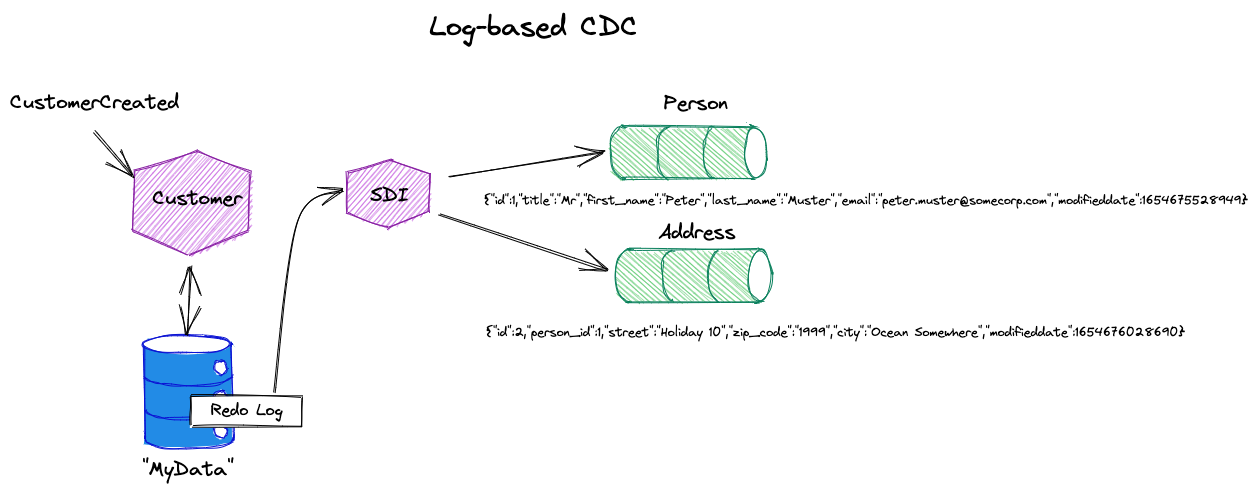 Log-based CDC
CustomerCreated
Person
Customer
SDI
{"id":1,"title":"Mr","first_name":"Peter","last_name":"Muster","email":peter.muster@somecorp.com","modifieddate":1654675528949}
Address
{"id":2,"person_id":1,"street":"Holiday 10","zip_code":"1999","city":"Ocean Somewhere","modifieddate":1654676028690}
Redo Log
"MyData"